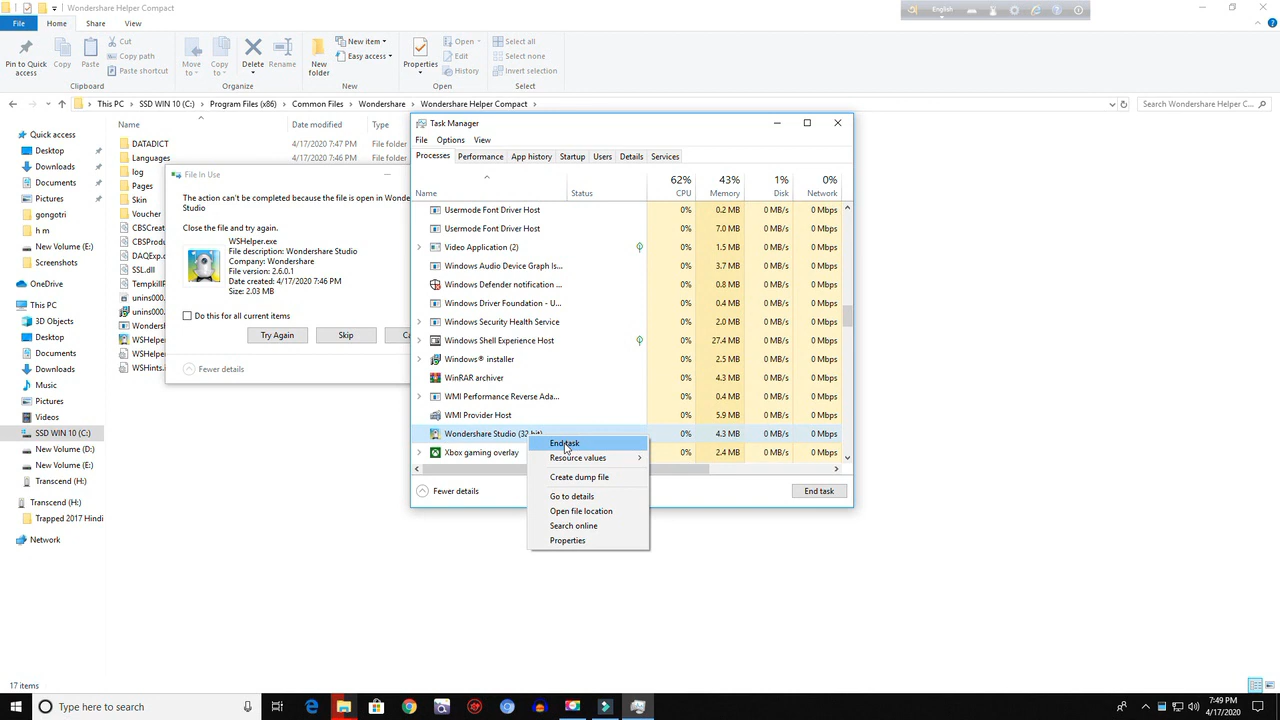 Wondershare Helper Compact
English
File Home Share View
Pin to Quick access
Copy
Paste
Cut
Copy path
Paste shortcut
Clipboard
Move to
Copy to
Delete
Rename
Organize
New folder
New item
Easy access
New
Properties
Open
Edit
History
Open
Select all
Select none
Invert selection
Select
This PC > SSD WIN 10 (C:) > Program Files (x86) > Common Files > Wondershare > Wondershare Helper Compact >
Search Wondershare Helper C...
Quick access
Desktop
Downloads
Documents
Pictures
gongotri
h m
New Volume (E:)
Screenshots
OneDrive
This PC
3D Objects
Desktop
Documents
Downloads
Music
Pictures
Videos
SSD WIN 10 (C:)
New Volume (D:)
New Volume (E:)
Transcend (H:)
Transcend (H:)
Trapped 2017 Hindi
Network
Name Date modified Type
DATADICT 4/17/2020 7:47 PM File folder
Languages 4/17/2020 7:58 PM File folder
log
Pages
Skin
Voucher
CBSCreat
CBSProdu
DAQExp.c
SSL.dll
Tempkill
unins000.
unins000.
Wonders
WSHelpe
WSHelpe
WSHints.
File In Use
The action can't be completed because the file is open in Wonder
Studio
Close the file and try again.
WSHelper.exe
File description: Wondershare Studio
Company: Wondershare
File version: 2.6.0.1
Date created: 4/17/2020 7:46 PM
Size: 2.03 MB
Do this for all current items
Try Again Skip Ca
Fewer details
Task Manager
File Options View
Processes Performance App history Startup Users Details Services
62% 43% 1% 0%
Name Status CPU Memory Disk Network
Usermode Font Driver Host 0% 0.2 MB 0 MB/s 0 Mbps
Usermode Font Driver Host 0% 7.0 MB 0 MB/s 0 Mbps
Video Application (2) 0% 1.5 MB 0 MB/s 0 Mbps
Windows Audio Device Graph Is... 0% 3.7 MB 0 MB/s 0 Mbps
Windows Defender notification ... 0% 0.8 MB 0 MB/s 0 Mbps
Windows Driver Foundation - U... 0% 0.4 MB 0 MB/s 0 Mbps
Windows Security Health Service 0% 2.0 MB 0 MB/s 0 Mbps
Windows Shell Experience Host 0% 27.4 MB 0 MB/s 0 Mbps
Windows® installer 0% 2.5 MB 0 MB/s 0 Mbps
WinRAR archiver 0% 4.3 MB 0 MB/s 0 Mbps
WMI Performance Reverse Ada... 0% 0.4 MB 0 MB/s 0 Mbps
WMI Provider Host 0% 5.9 MB 0 MB/s 0 Mbps
Wondershare Studio (32 bit) 0% 4.3 MB 0 MB/s 0 Mbps
Xbox gaming overlay 0% 0.4 MB 0 MB/s 0 Mbps
End task
Resource values
Create dump file
Go to details
Open file location
Search online
Properties
Fewer details
End task
17 items
Type here to search
7:49 PM
4/17/2020